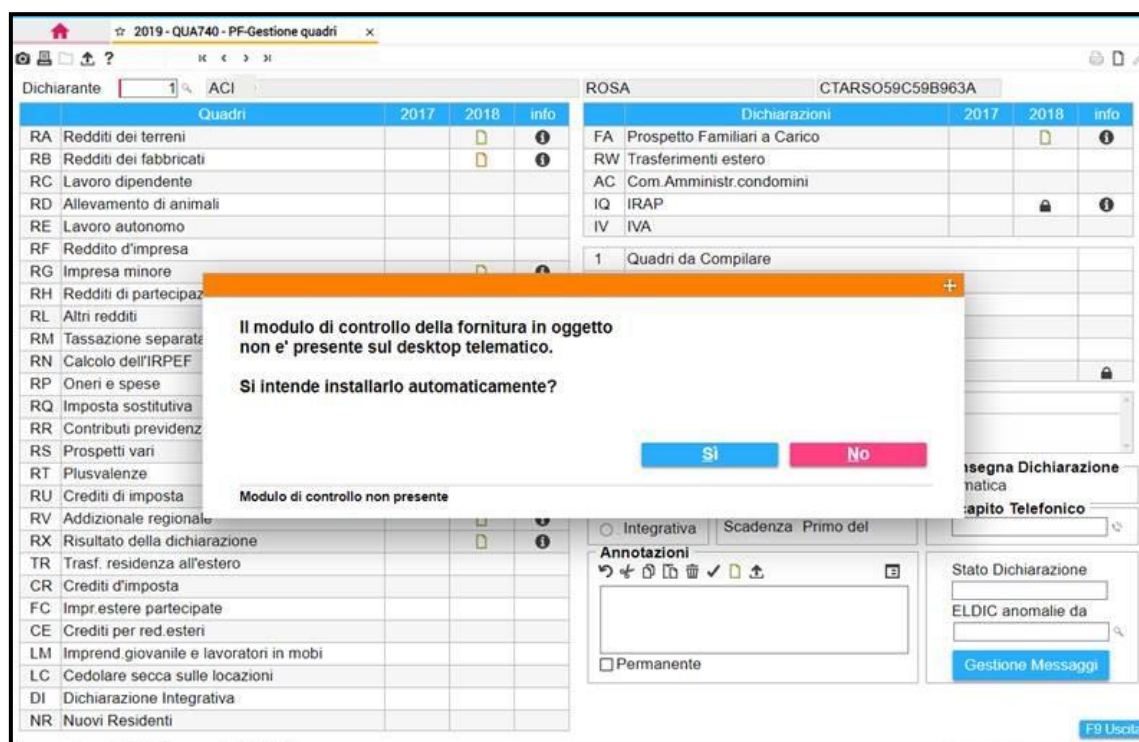 2019 - QUA740 - PF-Gestione quadri
Dichiarante 1 ACI ROSA CTARSO59C59B963A
Quadri 2017 2018 info
RA Redditi dei terreni
RB Redditi dei fabbricati
RC Lavoro dipendente
RD Allevamento di animali
RE Lavoro autonomo
RF Reddito d'impresa
RG Impresa minore
RH Redditi di partecipaz
RL Altri redditi
RM Tassazione separata
RN Calcolo dell'IRPEF
RP Oneri e spese
RQ Imposta sostitutiva
RR Contributi previdenz
RS Prospetti vari
RT Plusvalenze
RU Crediti di imposta
RV Addizionale regionale
RX Risultato della dichiarazione
TR Trasf. residenza all'estero
CR Crediti d'imposta
FC Impr.estere partecipate
CE Crediti per red.esteri
LM Imprend.giovanile e lavoratori in mobi
LC Cedolare secca sulle locazioni
DI Dichiarazione Integrativa
NR Nuovi Residenti
Dichiarazioni 2017 2018 info
FA Prospetto Familiari a Carico
RW Trasferimenti estero
AC Com.Amministr.condomini
IQ IRAP
IV IVA
1 Quadri da Compilare
Il modulo di controllo della fornitura in oggetto
non e' presente sul desktop telematico.
Si intende installarlo automaticamente?
Sì No
Modulo di controllo non presente
nsegna Dichiarazione
matica
capito Telefonico
Integrativa Scadenza Primo del
Annotazioni
Permanente
Stato Dichiarazione
ELDIC anomalie da
Gestione Messaggi
F9 Uscita